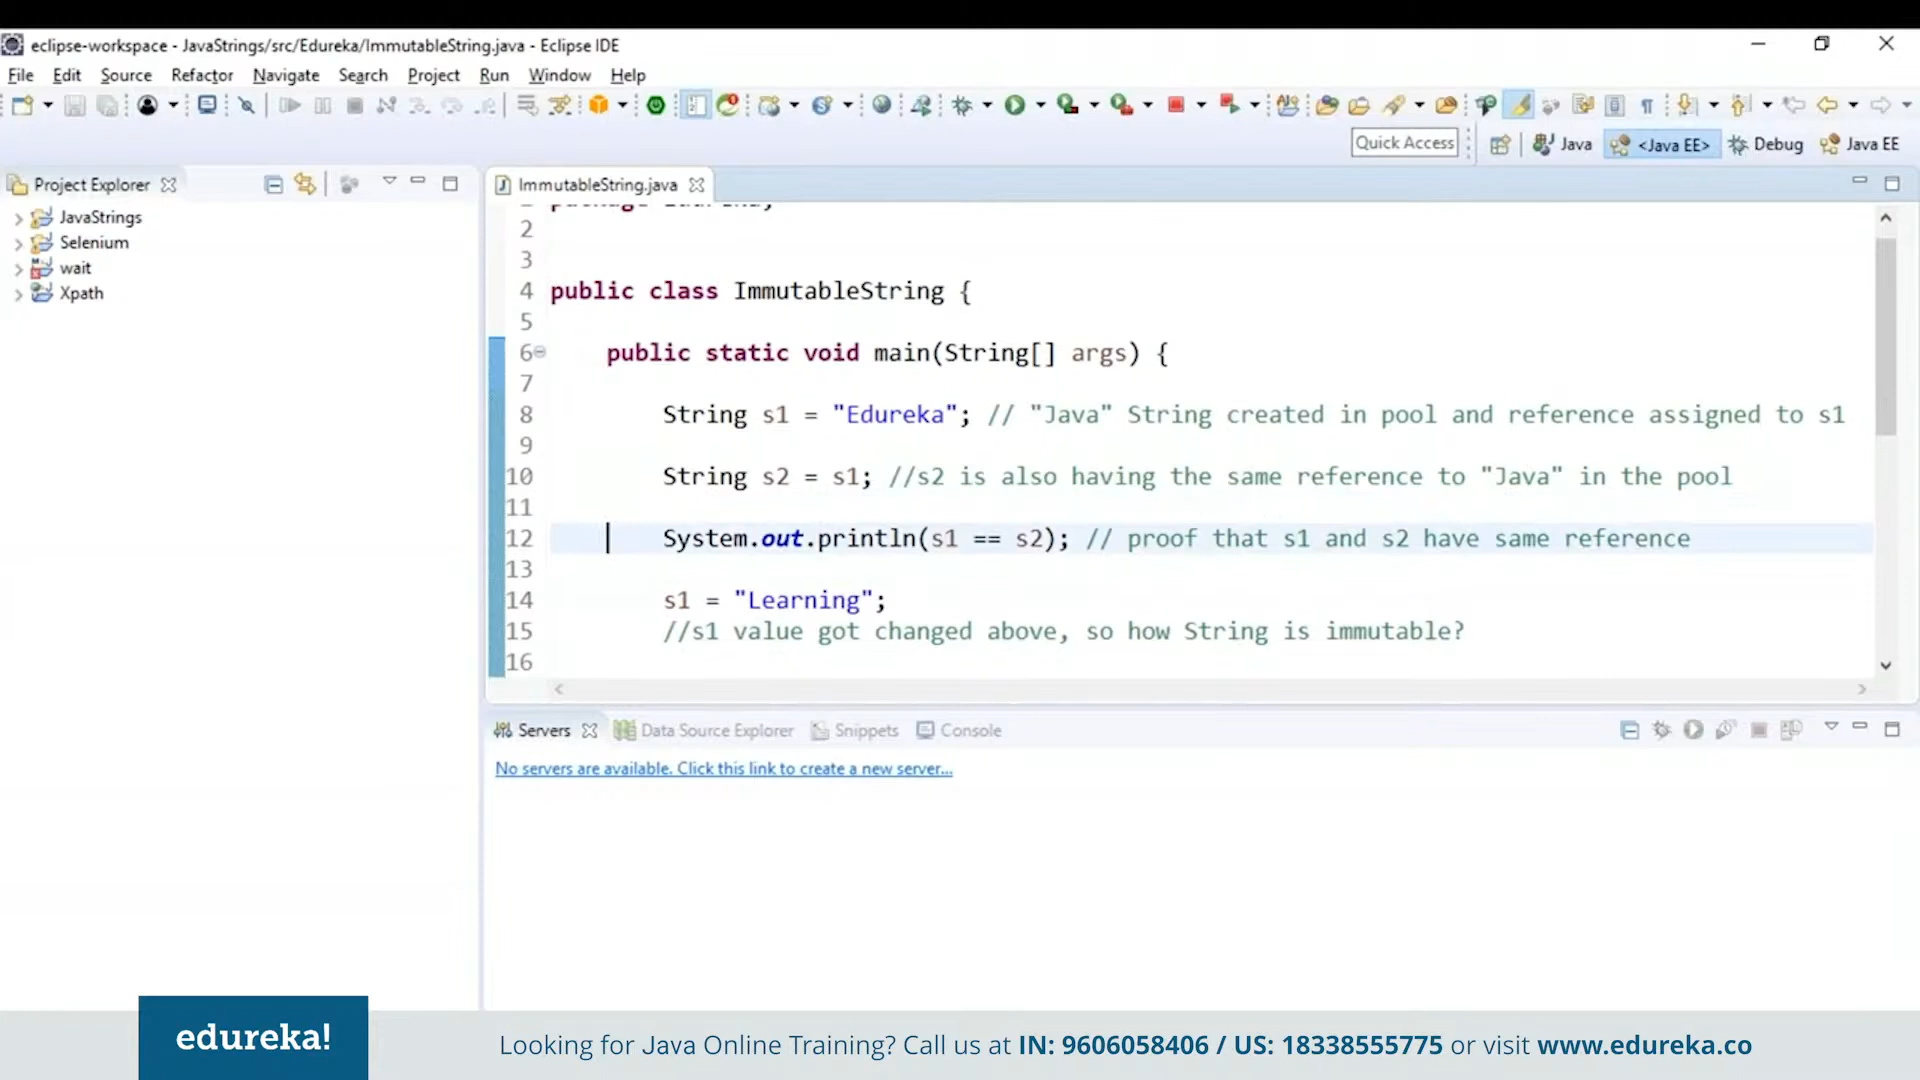 eclipse-workspace - JavaStrings/src/Edureka/ImmutableString.java - Eclipse IDE
File Edit Source Refactor Navigate Search Project Run Window Help
Quick Access Java <Java EE> Debug Java EE
Project Explorer
JavaStrings
Selenium
wait
Xpath
ImmutableString.java
2
3
4 public class ImmutableString {
5
6 public static void main(String[] args) {
7
8 String s1 = "Edureka"; // "Java" String created in pool and reference assigned to s1
9
10 String s2 = s1; //s2 is also having the same reference to "Java" in the pool
11
12 System.out.println(s1 == s2); // proof that s1 and s2 have same reference
13
14 s1 = "Learning";
15 //s1 value got changed above, so how String is immutable?
16
Servers Data Source Explorer Snippets Console
No servers are available. Click this link to create a new server...
edureka!
Looking for Java Online Training? Call us at IN: 9606058406 / US: 18338555775 or visit www.edureka.co